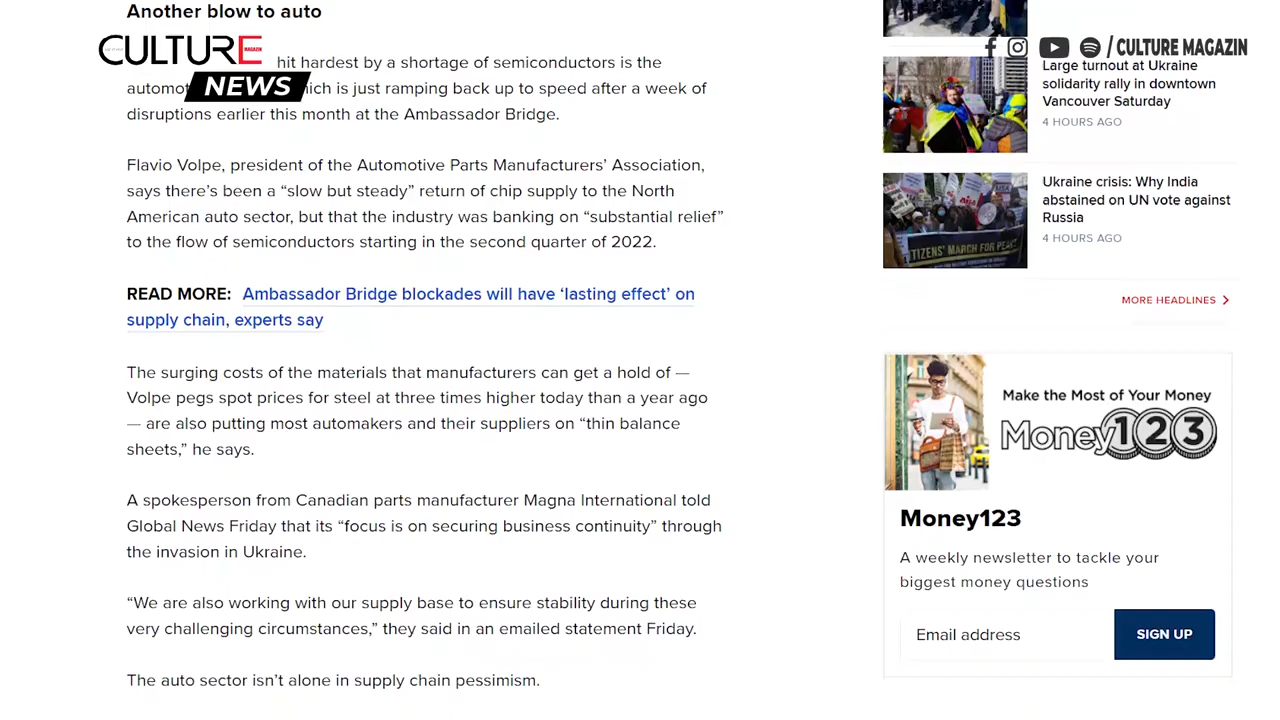 Another blow to auto
CULTURE
MAGAZIN
NEWS
/ CULTURE MAGAZIN
hit hardest by a shortage of semiconductors is the
automot ich is just ramping back up to speed after a week of
disruptions earlier this month at the Ambassador Bridge.
Flavio Volpe, president of the Automotive Parts Manufacturers’ Association,
says there’s been a “slow but steady” return of chip supply to the North
American auto sector, but that the industry was banking on “substantial relief”
to the flow of semiconductors starting in the second quarter of 2022.
READ MORE: Ambassador Bridge blockades will have ‘lasting effect’ on
supply chain, experts say
The surging costs of the materials that manufacturers can get a hold of —
Volpe pegs spot prices for steel at three times higher today than a year ago
— are also putting most automakers and their suppliers on “thin balance
sheets,” he says.
A spokesperson from Canadian parts manufacturer Magna International told
Global News Friday that its “focus is on securing business continuity” through
the invasion in Ukraine.
“We are also working with our supply base to ensure stability during these
very challenging circumstances,” they said in an emailed statement Friday.
The auto sector isn’t alone in supply chain pessimism.
Large turnout at Ukraine
solidarity rally in downtown
Vancouver Saturday
4 HOURS AGO
Ukraine crisis: Why India
abstained on UN vote against
Russia
4 HOURS AGO
CITIZENS' MARCH FOR PEACE
MORE HEADLINES
Make the Most of Your Money
Money123
Money123
A weekly newsletter to tackle your
biggest money questions
Email address
SIGN UP